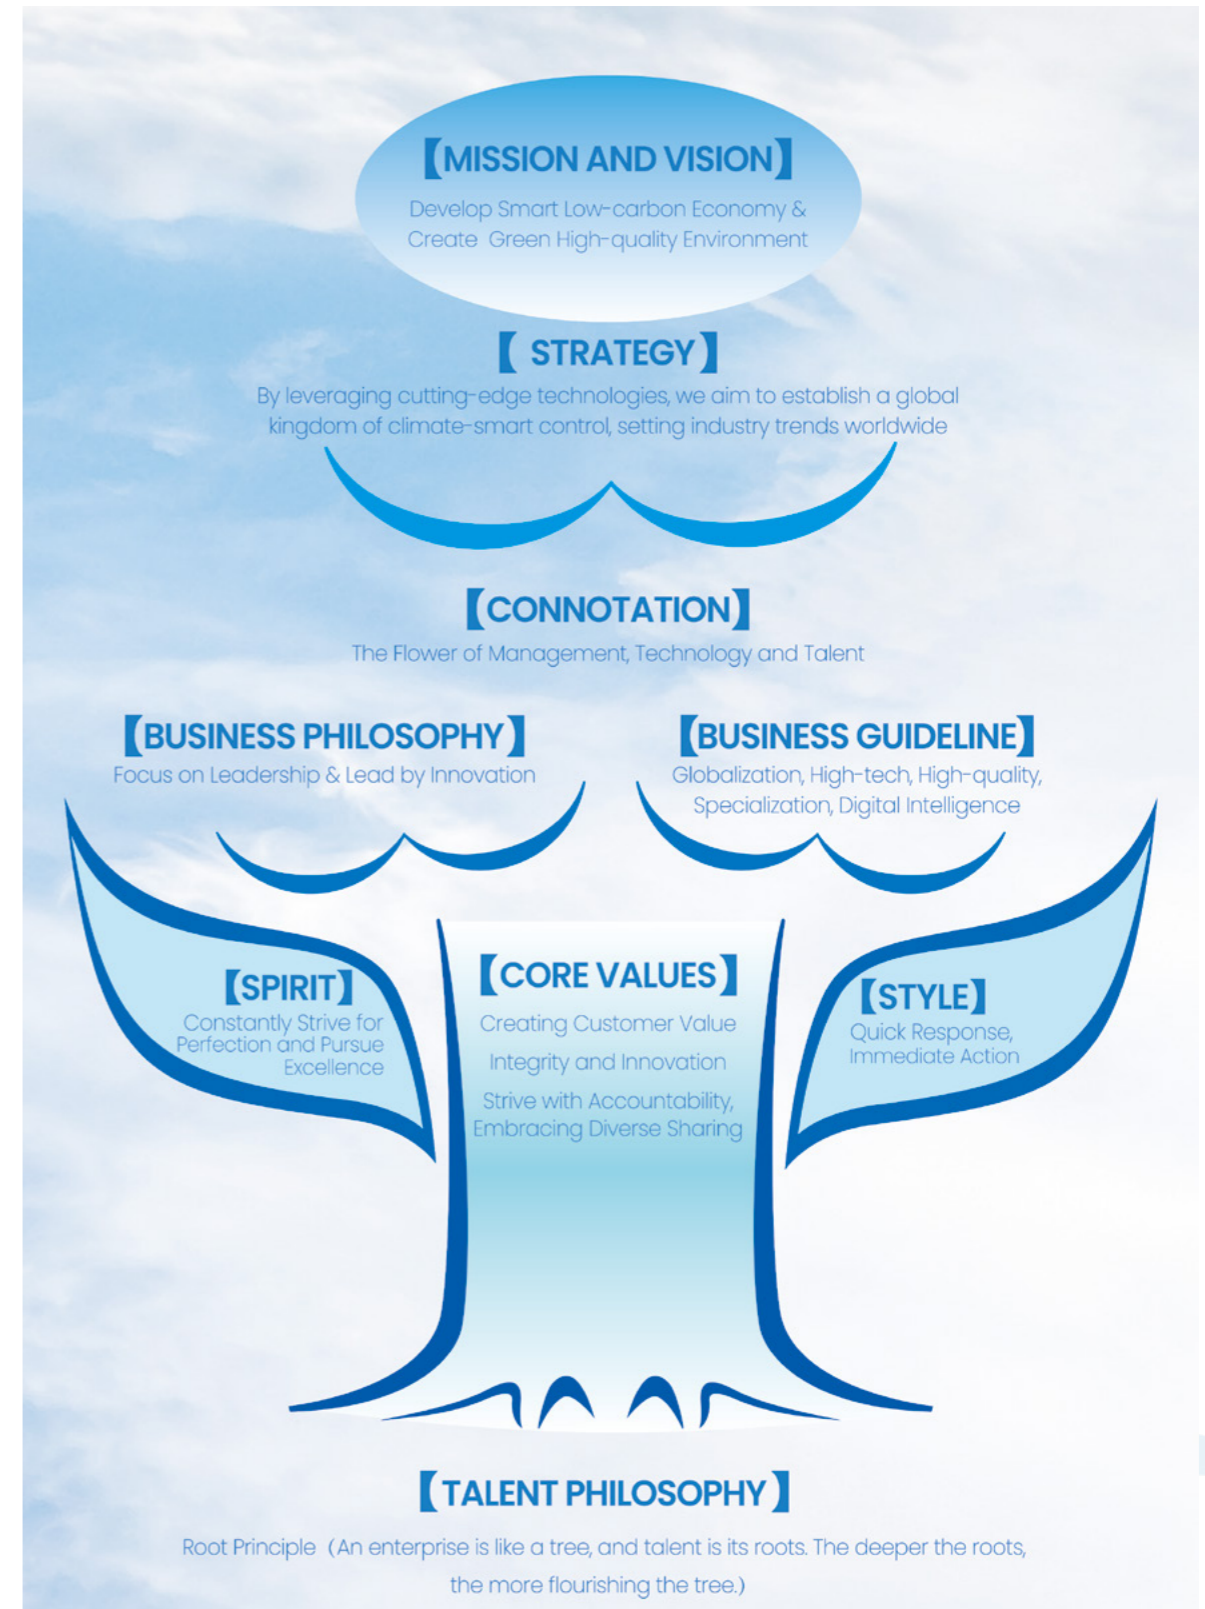 【MISSION AND VISION】
Develop Smart Low-carbon Economy &
Create Green High-quality Environment
【 STRATEGY】
By leveraging cutting-edge technologies, we aim to establish a global
kingdom of climate-smart control, setting industry trends worldwide
【CONNOTATION】
The Flower of Management, Technology and Talent
【BUSINESS PHILOSOPHY】
Focus on Leadership & Lead by Innovation
【BUSINESS GUIDELINE】
Globalization, High-tech, High-quality,
Specialization, Digital Intelligence
【SPIRIT】
Constantly Strive for
Perfection and Pursue
Excellence
【CORE VALUES】
Creating Customer Value
Integrity and Innovation
Strive with Accountability,
Embracing Diverse Sharing
【STYLE】
Quick Response,
Immediate Action
【TALENT PHILOSOPHY】
Root Principle (An enterprise is like a tree, and talent is its roots. The deeper the roots,
the more flourishing the tree.)